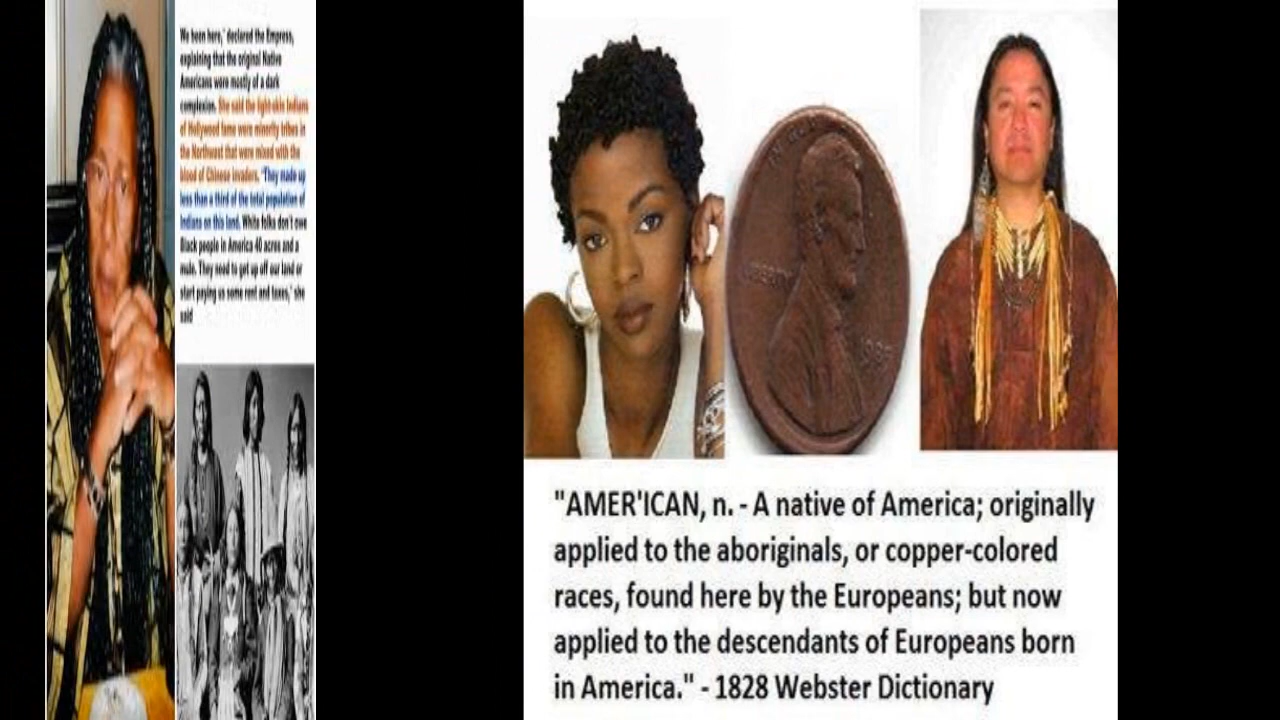 We been here,' declared the Empress,
explaining that the original Native
Americans were mostly of a dark
complexion. She said the light-skin Indians
of Hollywood fame were minority tribes in
the Northwest that were mixed with the
blood of Chinese invaders. 'They made up
less than a third of the total population of
Indians on this land. White folks don't owe
Black people in America 40 acres and a
mule. They need to get up off our land or
start paying us some rent and taxes,' she
said
"AMER'ICAN, n. - A native of America; originally
applied to the aboriginals, or copper-colored
races, found here by the Europeans; but now
applied to the descendants of Europeans born
in America." - 1828 Webster Dictionary